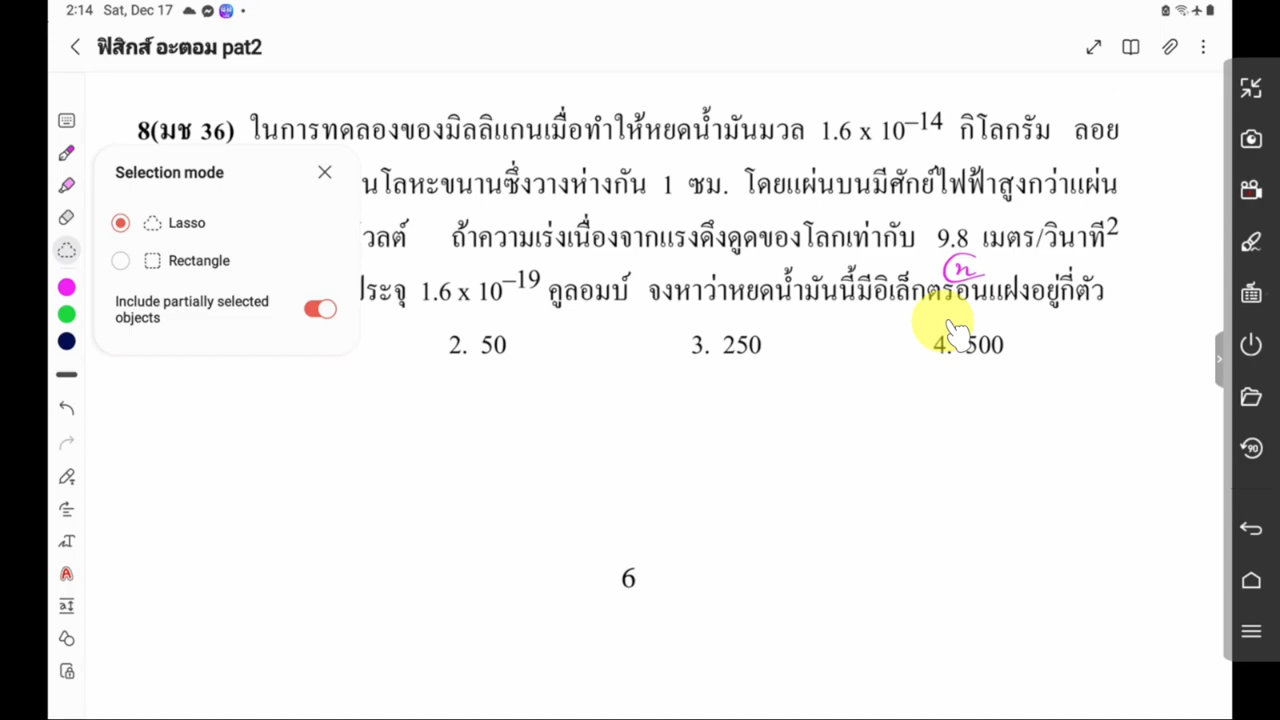 2:14 Sat, Dec 17
ฟิสิกส์ อะตอม pat2
8(มช 36) ในการทดลองของมิลลิแกนเมื่อทำให้หยดน้ำมันมวล 1.6 x 10⁻¹⁴ กิโลกรัม ลอย
นโลหะขนานซึ่งวางห่างกัน 1 ซม. โดยแผ่นบนมีศักย์ไฟฟ้าสูงกว่าแผ่น
วลต์ ถ้าความเร่งเนื่องจากแรงดึงดูดของโลกเท่ากับ 9.8 เมตร/วินาที²
n
ระจุ 1.6 x 10⁻¹⁹ คูลอมบ์ จงหาว่าหยดน้ำมันนี้มีอิเล็กตรอนแฝงอยู่กี่ตัว
2. 50 3. 250 4. 500
Selection mode
Lasso
Rectangle
Include partially selected
objects
6
90